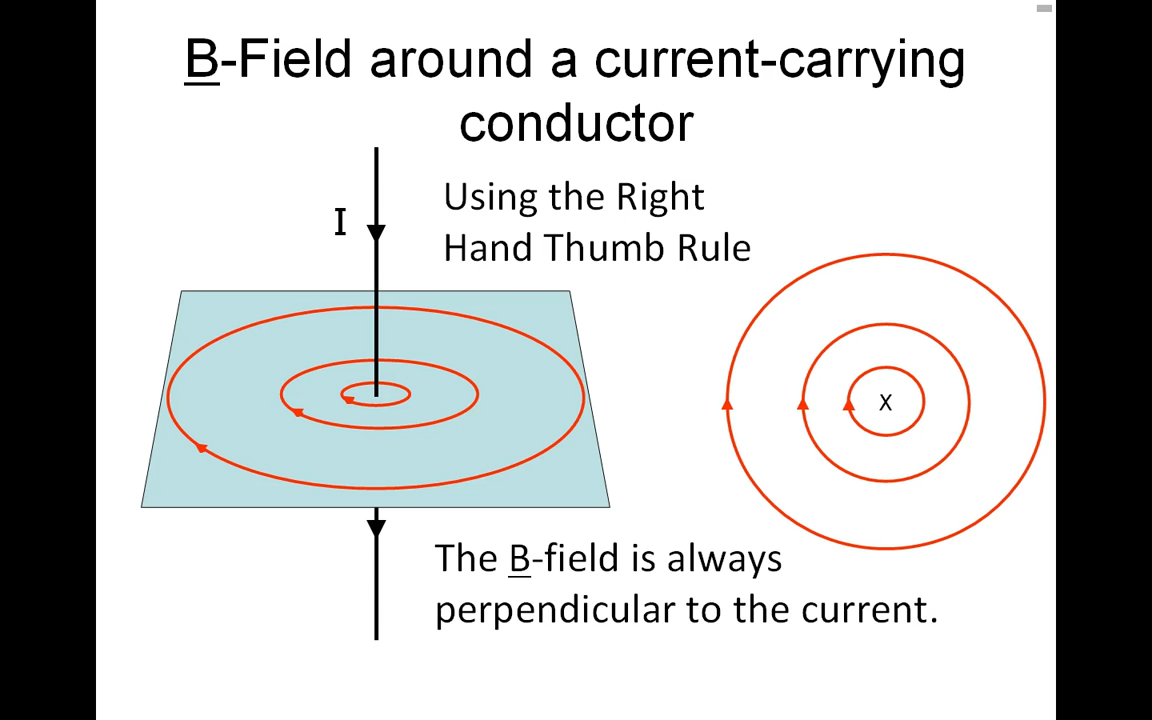 B-Field around a current-carrying
conductor
I
Using the Right
Hand Thumb Rule
X
The B-field is always
perpendicular to the current.